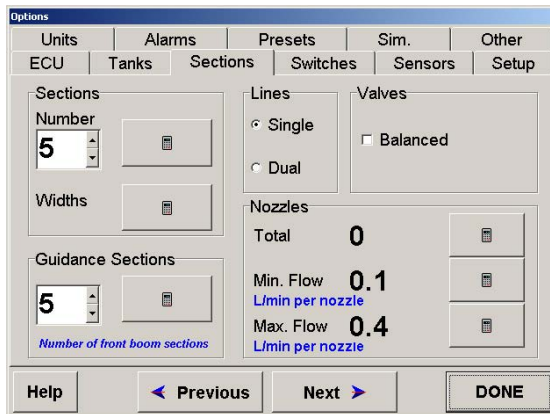 Options
Units Alarms Presets Sim. Other
ECU Tanks Sections Switches Sensors Setup
Sections
Number
5
Widths
Guidance Sections
5
Number of front boom sections
Lines
Single
Dual
Valves
Balanced
Nozzles
Total 0
Min. Flow 0.1
L/min per nozzle
Max. Flow 0.4
L/min per nozzle
Help Previous Next DONE